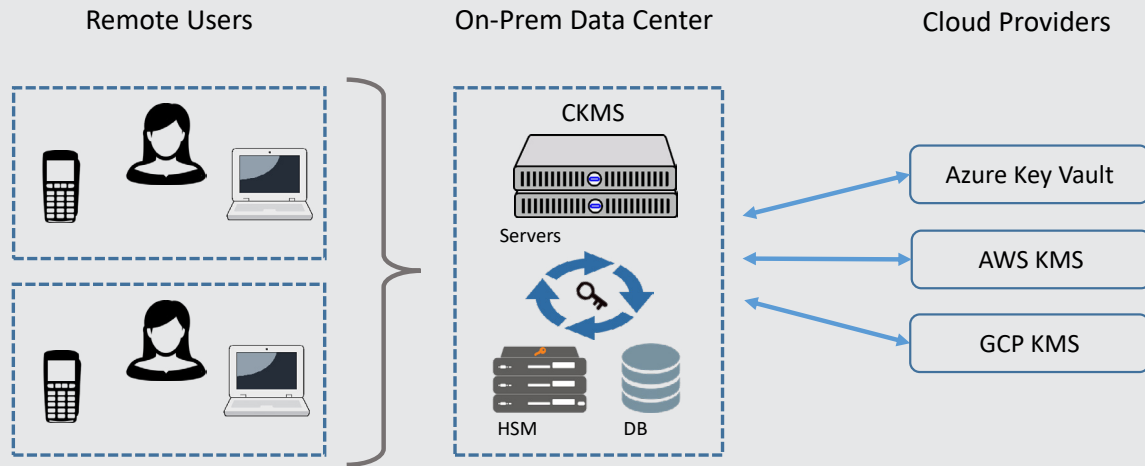 Remote Users
On-Prem Data Center
Cloud Providers
CKMS
Servers
HSM
DB
Azure Key Vault
AWS KMS
GCP KMS